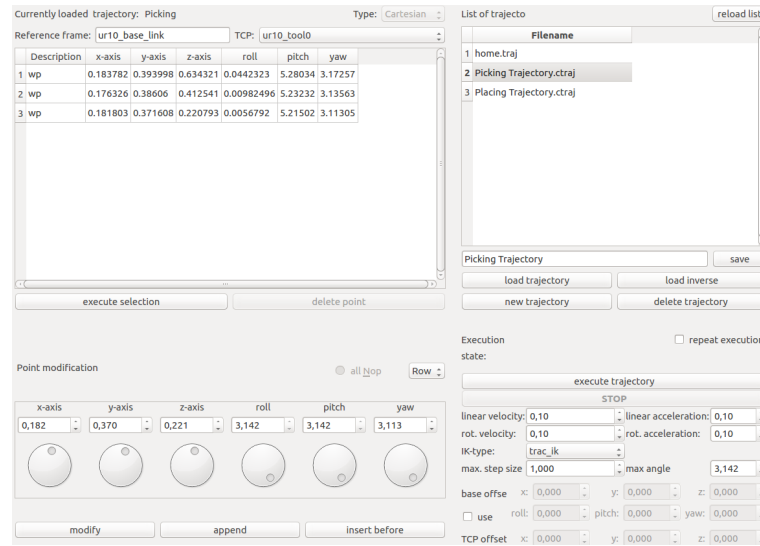 Currently loaded trajectory: Picking Type: Cartesian
Reference frame: ur10_base_link TCP: ur10_tool0
Description x-axis y-axis z-axis roll pitch yaw
1 wp 0.183782 0.393998 0.634321 0.0442323 5.28034 3.17257
2 wp 0.176326 0.38606 0.412541 0.00982496 5.23232 3.13563
3 wp 0.181803 0.371608 0.220793 0.0056792 5.21502 3.11305
execute selection delete point
Point modification all Nop Row
x-axis y-axis z-axis roll pitch yaw
0,182 0,370 0,221 3,142 3,142 3,113
modify append insert before
List of trajecto reload list
Filename
1 home.traj
2 Picking Trajectory.ctraj
3 Placing Trajectory.ctraj
Picking Trajectory save
load trajectory load inverse
new trajectory delete trajectory
Execution repeat execution
state:
execute trajectory
STOP
linear velocity: 0,10 linear acceleration: 0,10
rot. velocity: 0,10 rot. acceleration: 0,10
IK-type: trac_ik
max. step size 1,000 max angle 3,142
base offse x: 0,000 y: 0,000 z: 0,000
use roll: 0,000 pitch: 0,000 yaw: 0,000
TCP offset x: 0,000 y: 0,000 z: 0,000